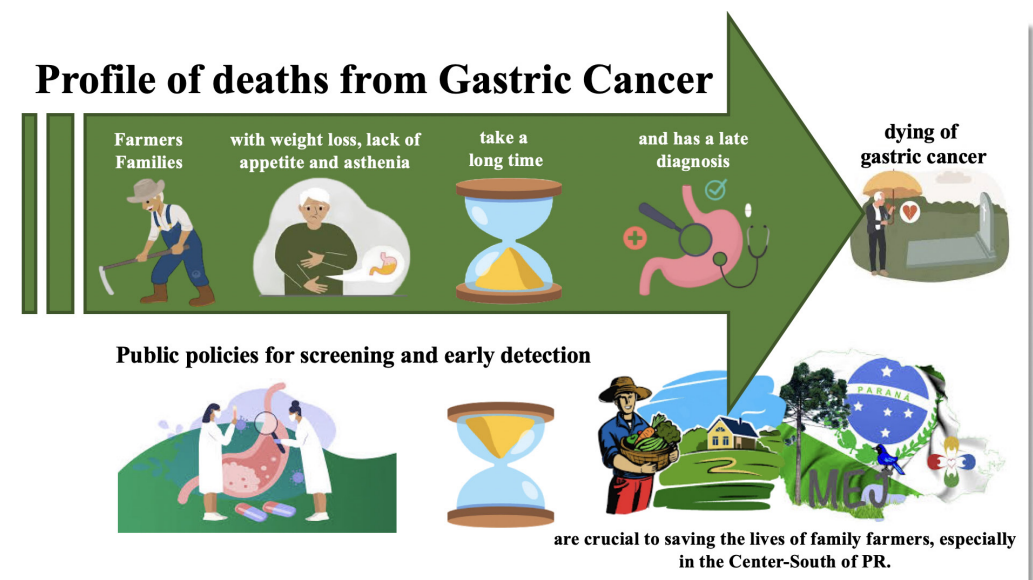 Profile of deaths from Gastric Cancer
Farmers
Families
with weight loss, lack of
appetite and asthenia
take a
long time
and has a late
diagnosis
dying of
gastric cancer
Public policies for screening and early detection
PARANÁ
MEJ
are crucial to saving the lives of family farmers, especially
in the Center-South of PR.